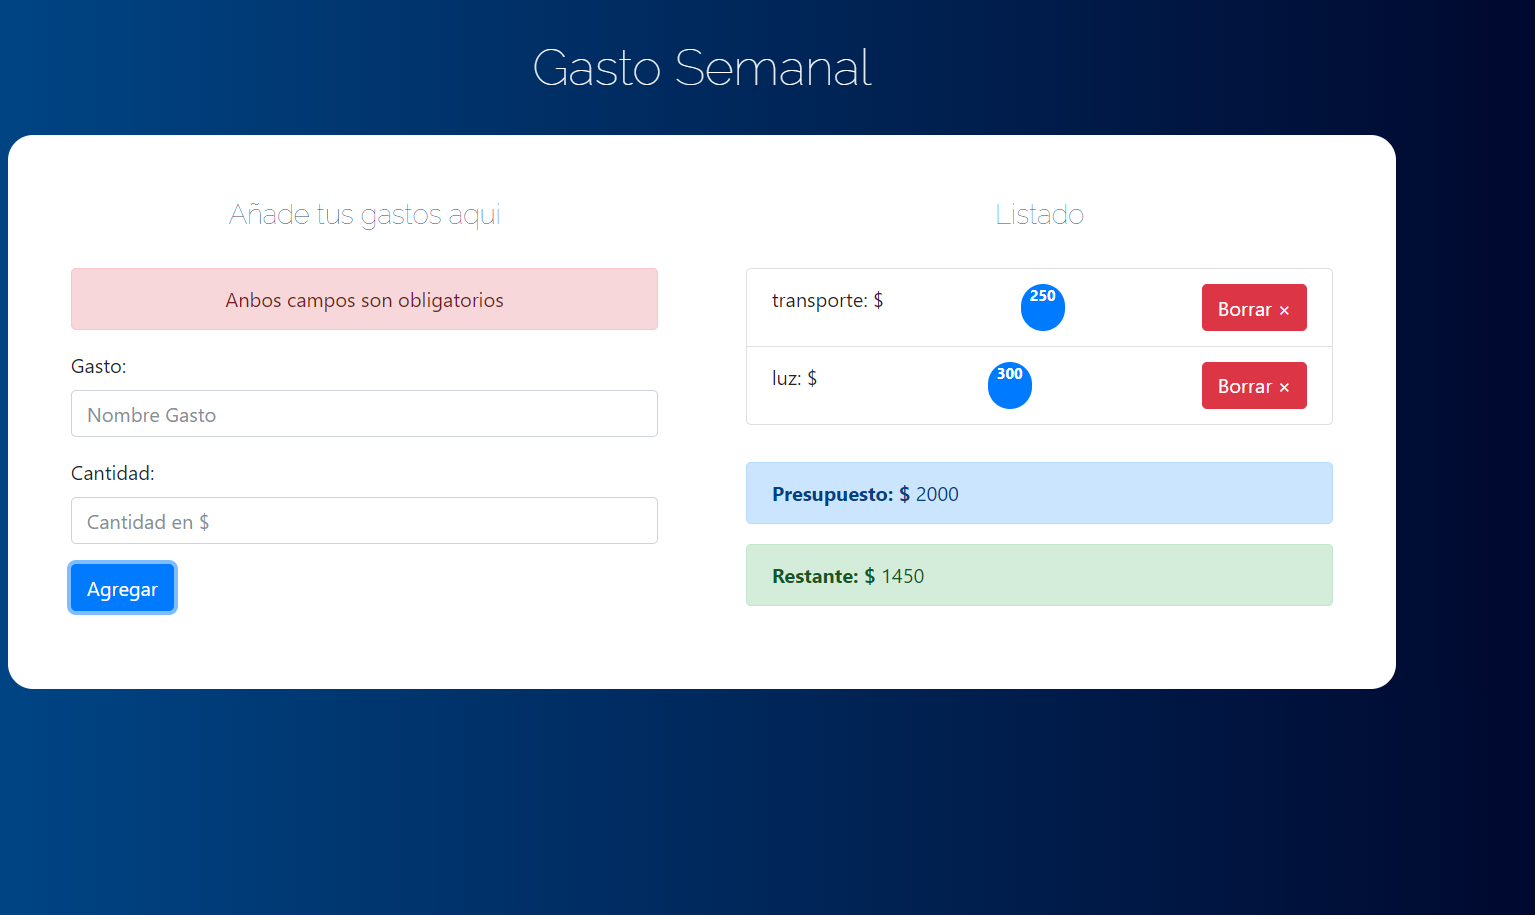 Gasto Semanal
Añade tus gastos aqui
Anbos campos son obligatorios
Gasto:
Nombre Gasto
Cantidad:
Cantidad en $
Agregar
Listado
transporte: $ 250 Borrar ×
luz: $ 300 Borrar ×
Presupuesto: $ 2000
Restante: $ 1450